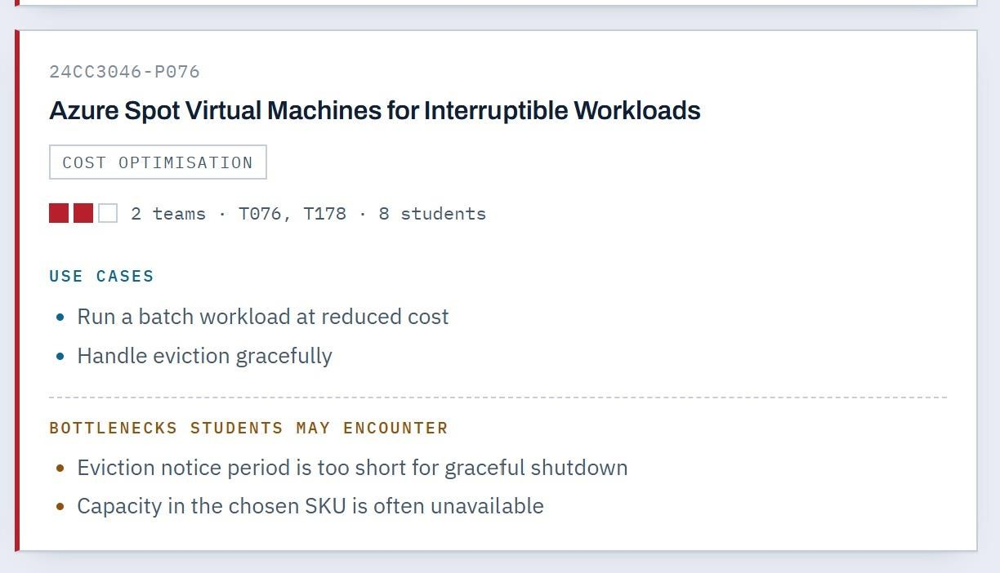 24CC3046-P076
Azure Spot Virtual Machines for Interruptible Workloads
COST OPTIMISATION
2 teams · T076, T178 · 8 students
USE CASES
Run a batch workload at reduced cost
Handle eviction gracefully
BOTTLENECKS STUDENTS MAY ENCOUNTER
Eviction notice period is too short for graceful shutdown
Capacity in the chosen SKU is often unavailable